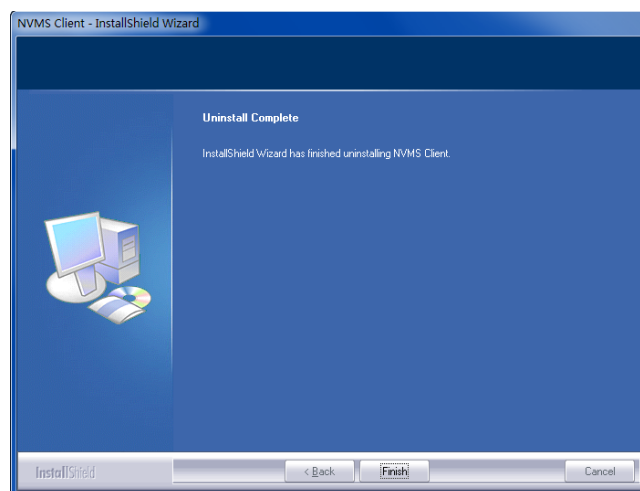 NVMS Client - InstallShield Wizard
Uninstall Complete
InstallShield Wizard has finished uninstalling NVMS Client.
InstallShield
< Back
Finish
Cancel